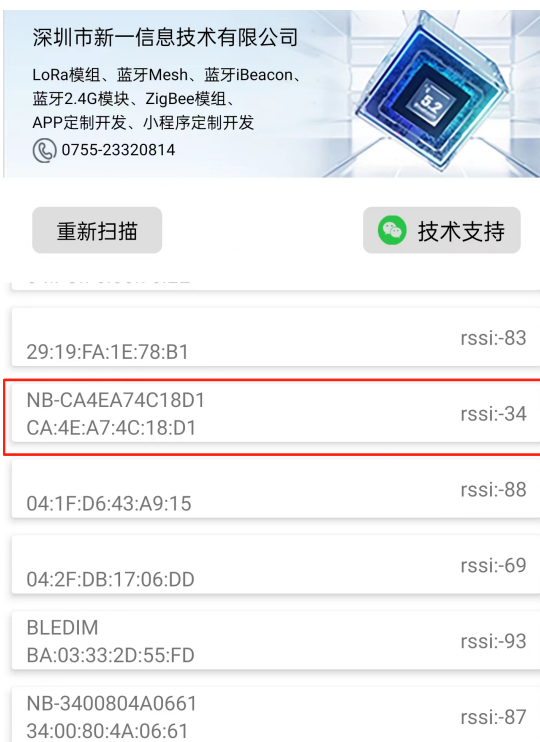 深圳市新一信息技术有限公司
LoRa模组、蓝牙Mesh、蓝牙iBeacon、
蓝牙2.4G模块、ZigBee模组、
APP定制开发、小程序定制开发
0755-23320814
5.2
重新扫描
技术支持
rssi:-83
29:19:FA:1E:78:B1
NB-CA4EA74C18D1
rssi:-34
CA:4E:A7:4C:18:D1
rssi:-88
04:1F:D6:43:A9:15
rssi:-69
04:2F:DB:17:06:DD
BLEDIM
rssi:-93
BA:03:33:2D:55:FD
NB-3400804A0661
rssi:-87
34:00:80:4A:06:61